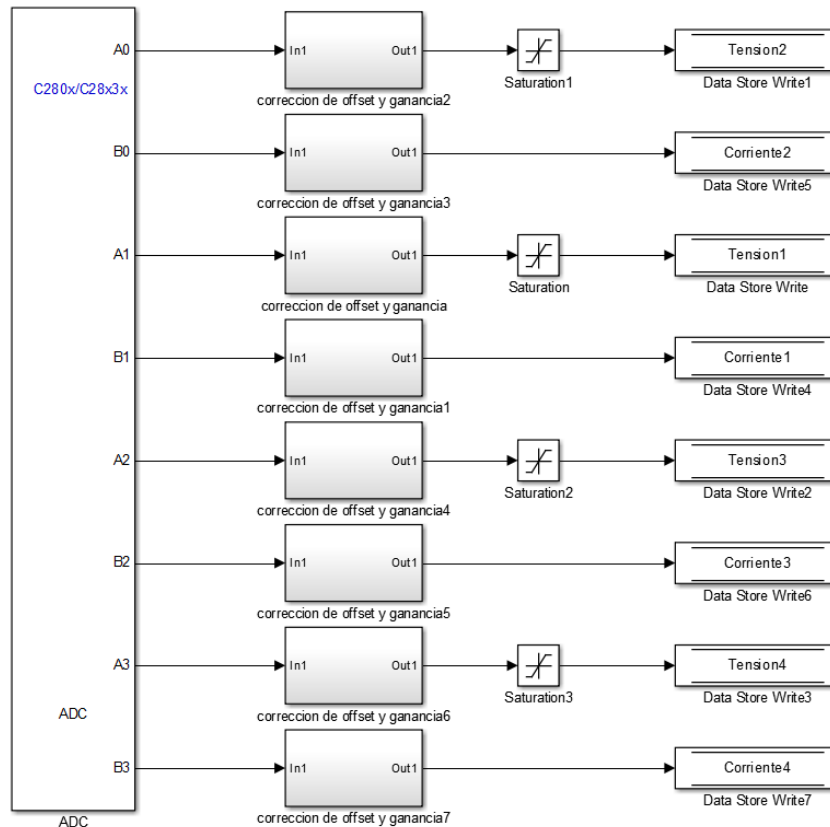 A0
In1
Out1
Tension2
C280x/C28x3x
Saturation1
Data Store Write1
correccion de offset y ganancia2
B0
In1
Out1
Corriente2
Data Store Write5
correccion de offset y ganancia3
A1
In1
Out1
Tension1
Saturation
Data Store Write
correccion de offset y ganancia
B1
In1
Out1
Corriente1
Data Store Write4
correccion de offset y ganancia1
A2
In1
Out1
Tension3
Saturation2
Data Store Write2
correccion de offset y ganancia4
B2
In1
Out1
Corriente3
Data Store Write6
correccion de offset y ganancia5
A3
In1
Out1
Tension4
Saturation3
Data Store Write3
ADC
correccion de offset y ganancia6
B3
In1
Out1
Corriente4
Data Store Write7
correccion de offset y ganancia7
ADC